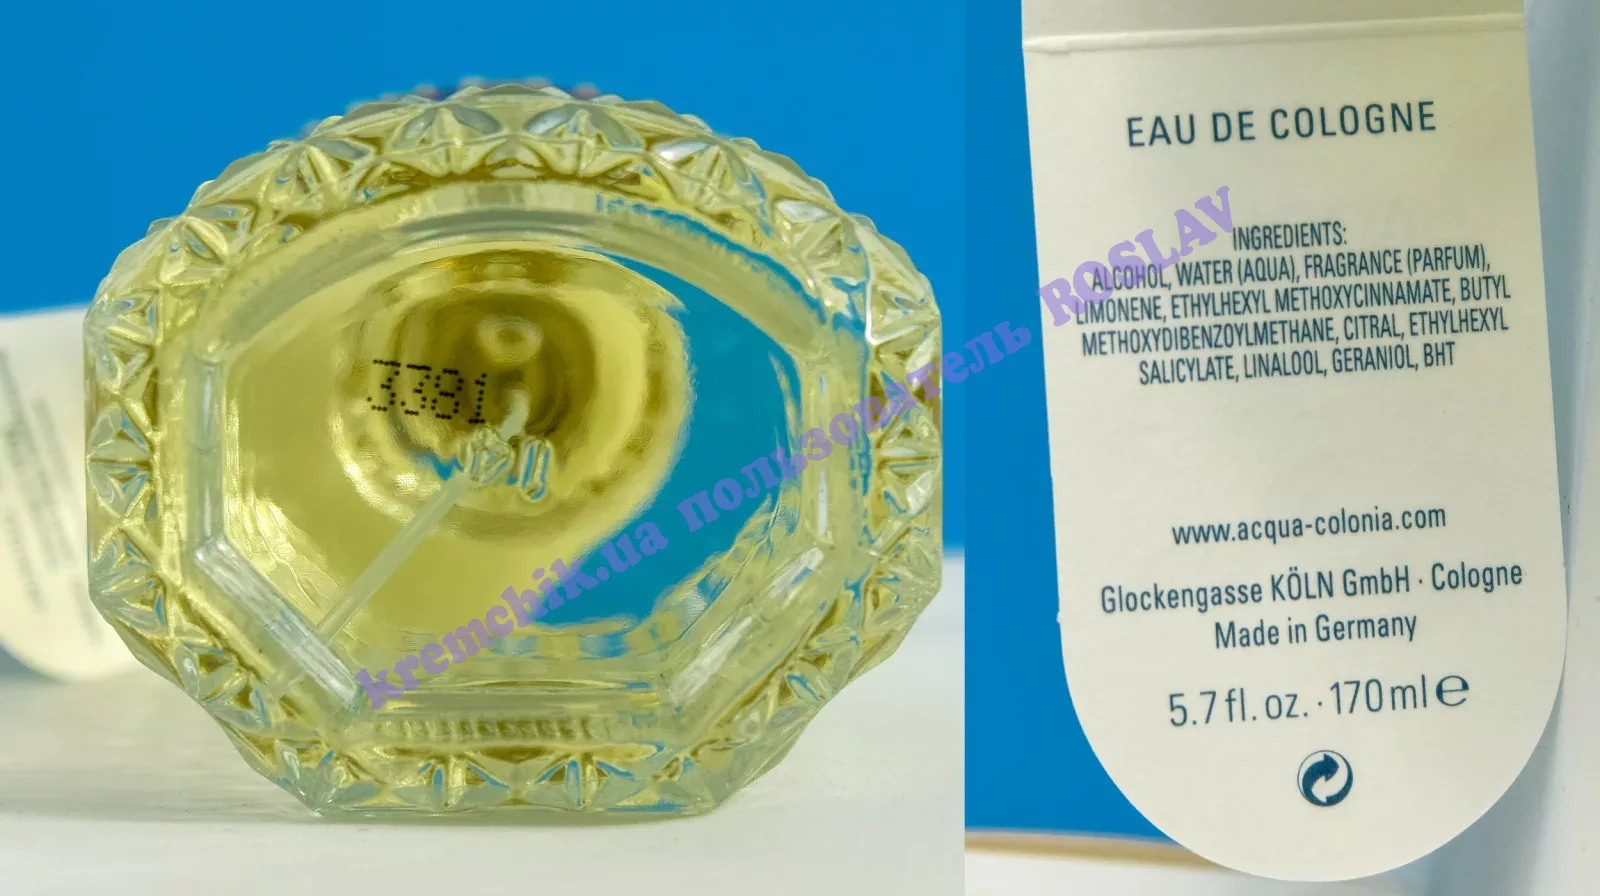 3381
EAU DE COLOGNE
INGREDIENTS:
ALCOHOL, WATER (AQUA), FRAGRANCE (PARFUM),
LIMONENE, ETHYLHEXYL METHOXYCINNAMATE, BUTYL
METHOXYDIBENZOYLMETHANE, CITRAL, ETHYLHEXYL
SALICYLATE, LINALOOL, GERANIOL, BHT
www.acqua-colonia.com
Glockengasse KÖLN GmbH · Cologne
Made in Germany
5.7 fl. oz. · 170 ml e
kremchik.ua пользователь ROSLAV